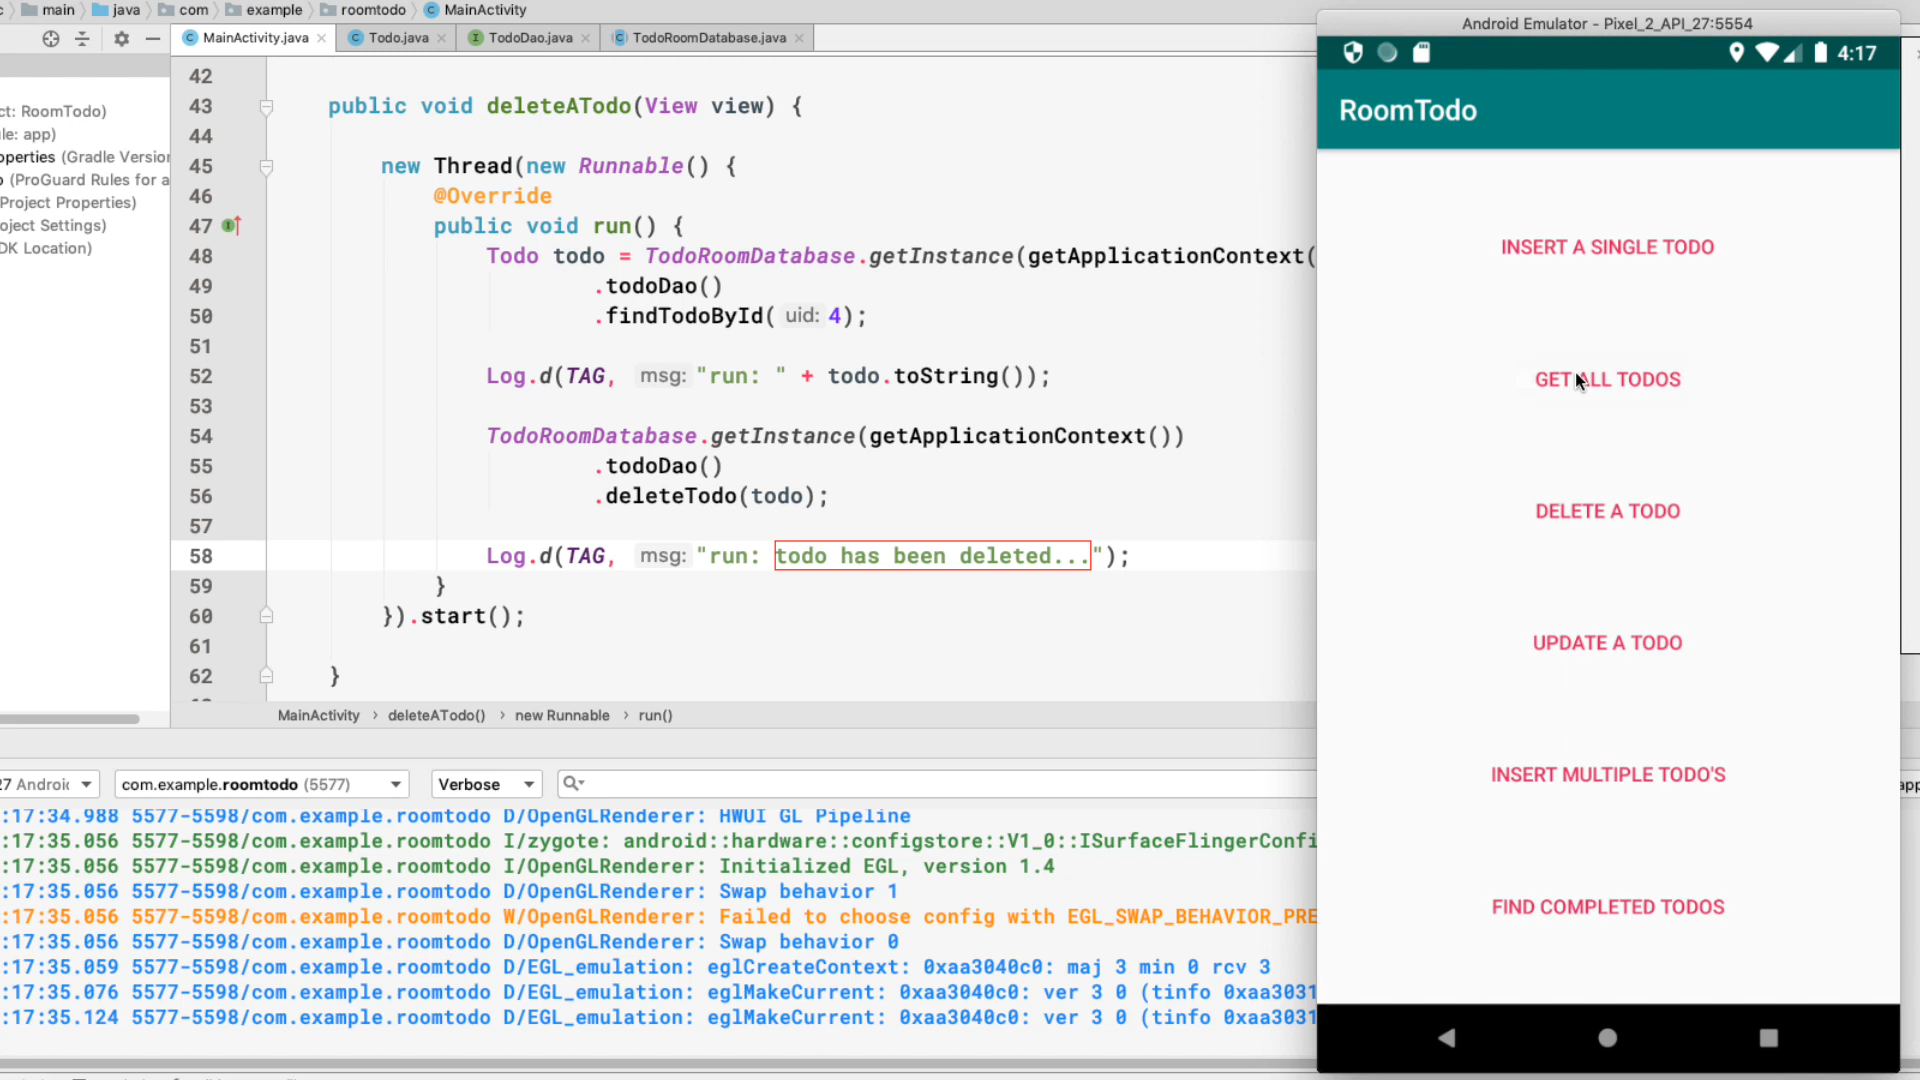 main java com example roomtodo MainActivity
MainActivity.java Todo.java TodoDao.java TodoRoomDatabase.java
ct: RoomTodo)
ule: app)
operties (Gradle Version
(ProGuard Rules for a
Project Properties)
oject Settings)
DK Location)
42
43 public void deleteATodo(View view) {
44
45 new Thread(new Runnable() {
46 @Override
47 public void run() {
48 Todo todo = TodoRoomDatabase.getInstance(getApplicationContext(
49 .todoDao()
50 .findTodoById( uid: 4);
51
52 Log.d(TAG, msg: "run: " + todo.toString());
53
54 TodoRoomDatabase.getInstance(getApplicationContext())
55 .todoDao()
56 .deleteTodo(todo);
57
58 Log.d(TAG, msg: "run: todo has been deleted...");
59 }
60 }).start();
61
62 }
MainActivity > deleteATodo() > new Runnable > run()
27 Android com.example.roomtodo (5577) Verbose
:17:34.988 5577-5598/com.example.roomtodo D/OpenGLRenderer: HWUI GL Pipeline
:17:35.056 5577-5598/com.example.roomtodo I/zygote: android::hardware::configstore::V1_0::ISurfaceFlingerConfi
:17:35.056 5577-5598/com.example.roomtodo I/OpenGLRenderer: Initialized EGL, version 1.4
:17:35.056 5577-5598/com.example.roomtodo D/OpenGLRenderer: Swap behavior 1
:17:35.056 5577-5598/com.example.roomtodo W/OpenGLRenderer: Failed to choose config with EGL_SWAP_BEHAVIOR_PRE
:17:35.056 5577-5598/com.example.roomtodo D/OpenGLRenderer: Swap behavior 0
:17:35.059 5577-5598/com.example.roomtodo D/EGL_emulation: eglCreateContext: 0xaa3040c0: maj 3 min 0 rcv 3
:17:35.076 5577-5598/com.example.roomtodo D/EGL_emulation: eglMakeCurrent: 0xaa3040c0: ver 3 0 (tinfo 0xaa3031
:17:35.124 5577-5598/com.example.roomtodo D/EGL_emulation: eglMakeCurrent: 0xaa3040c0: ver 3 0 (tinfo 0xaa3031
Android Emulator - Pixel_2_API_27:5554
4:17
RoomTodo
INSERT A SINGLE TODO
GET ALL TODOS
DELETE A TODO
UPDATE A TODO
INSERT MULTIPLE TODO'S
FIND COMPLETED TODOS
app